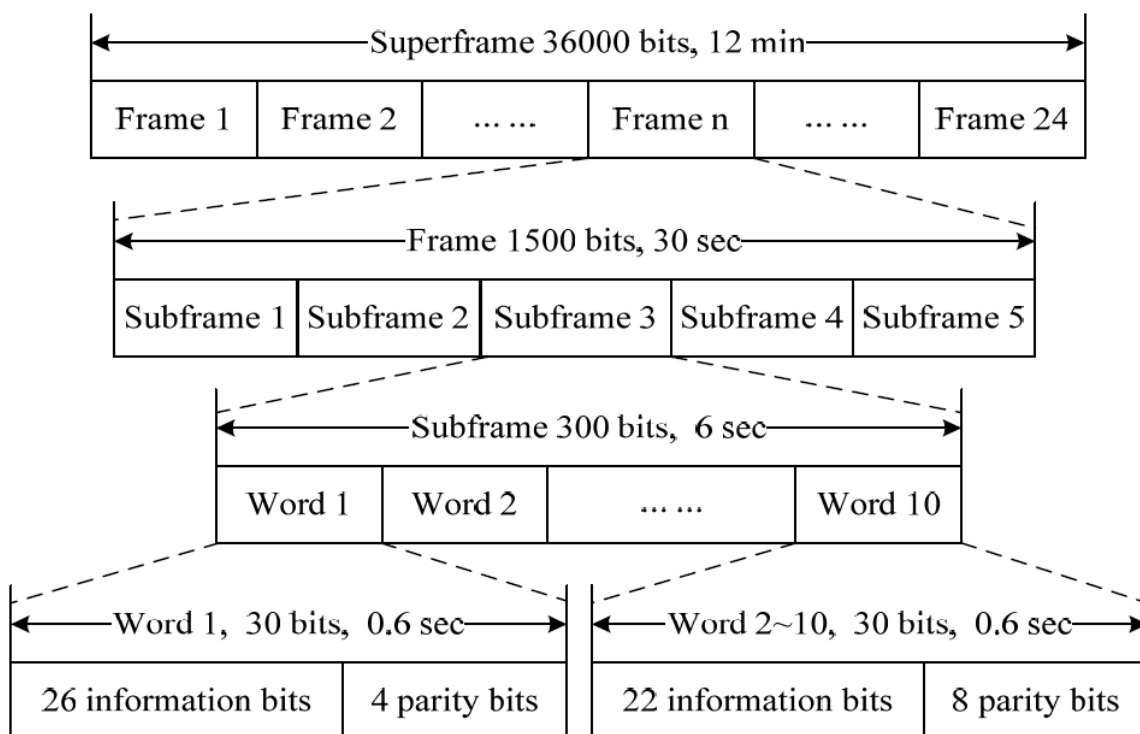 Superframe 36000 bits, 12 min
Frame 1 Frame 2 ... ... Frame n ... ... Frame 24
Frame 1500 bits, 30 sec
Subframe 1 Subframe 2 Subframe 3 Subframe 4 Subframe 5
Subframe 300 bits, 6 sec
Word 1 Word 2 ... ... Word 10
Word 1, 30 bits, 0.6 sec Word 2~10, 30 bits, 0.6 sec
26 information bits 4 parity bits 22 information bits 8 parity bits